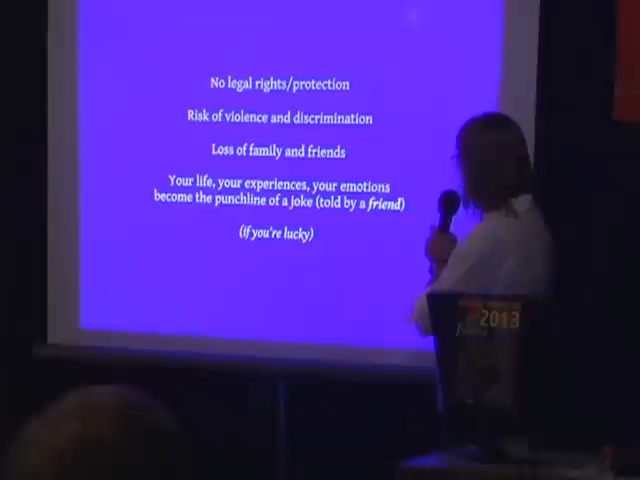 No legal rights/protection
Risk of violence and discrimination
Loss of family and friends
Your life, your experiences, your emotions
become the punchline of a joke (told by a friend)
(if you're lucky)
2013